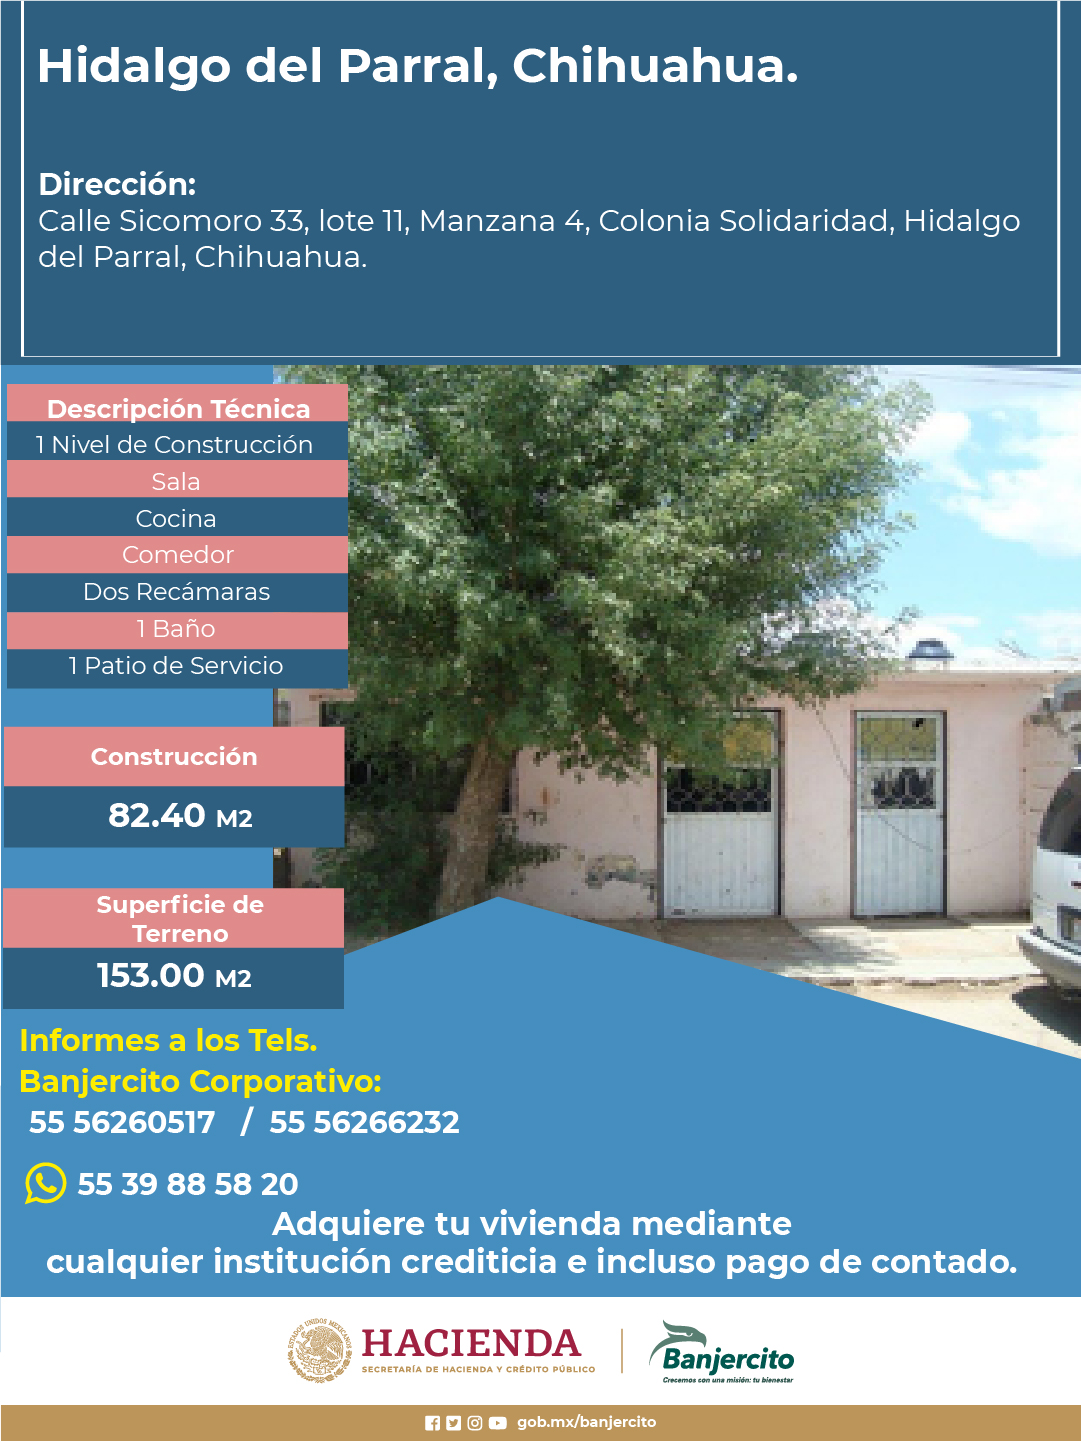 Hidalgo del Parral, Chihuahua.
Dirección:
Calle Sicomoro 33, lote 11, Manzana 4, Colonia Solidaridad, Hidalgo
del Parral, Chihuahua.
Descripción Técnica
1 Nivel de Construcción
Sala
Cocina
Comedor
Dos Recámaras
1 Baño
1 Patio de Servicio
Construcción
82.40 M2
Superficie de
Terreno
153.00 M2
Informes a los Tels.
Banjercito Corporativo:
55 56260517 / 55 56266232
55 39 88 58 20
Adquiere tu vivienda mediante
cualquier institución crediticia e incluso pago de contado.
ESTADOS UNIDOS MEXICANOS
HACIENDA
SECRETARÍA DE HACIENDA Y CRÉDITO PÚBLICO
Banjercito
Crecemos con una misión: tu bienestar
gob.mx/banjercito